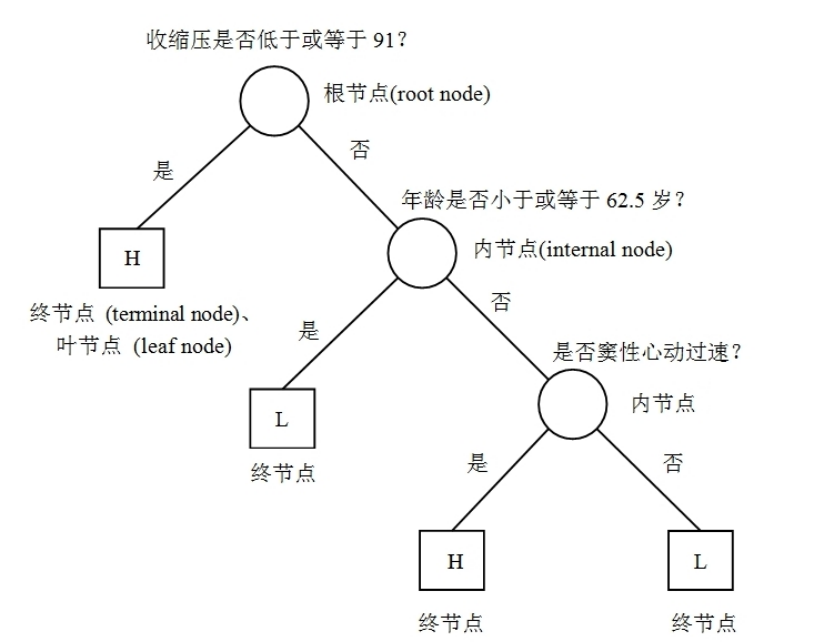 收缩压是否低于或等于 91?
根节点(root node)
是
否
年龄是否小于或等于 62.5 岁?
H
内节点(internal node)
终节点 (terminal node)、
叶节点 (leaf node)
是
否
是否窦性心动过速?
L
内节点
终节点
是
否
H
L
终节点
终节点